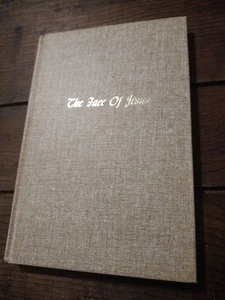 The Face Of Jesus